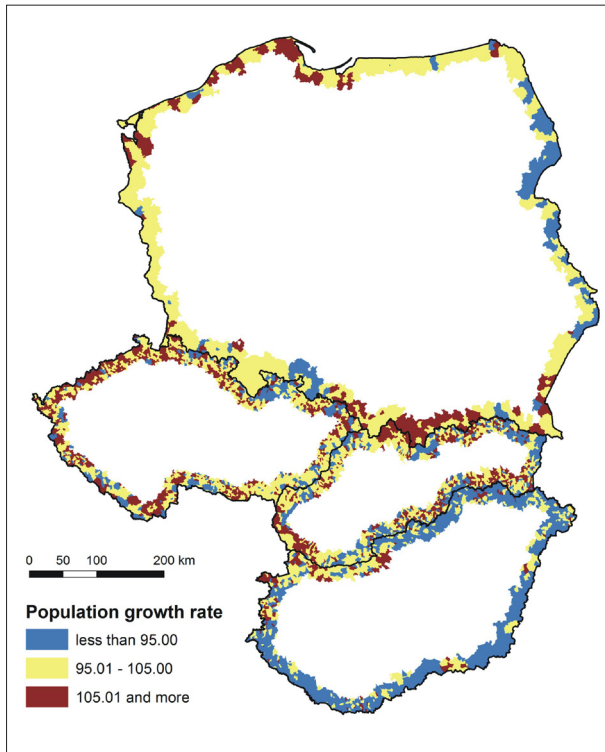 0 50 100 200 km
Population growth rate
less than 95.00
95.01 - 105.00
105.01 and more